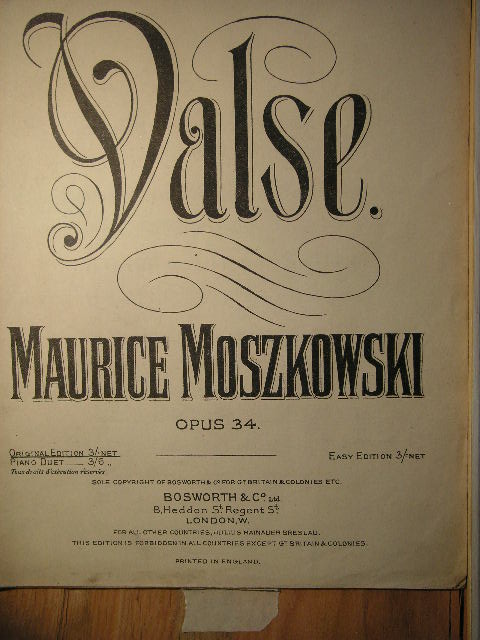 Valse.
MAURICE MOSZKOWSKI
OPUS 34.
ORIGINAL EDITION 3/- NET
PIANO DUET 3/6 „
EASY EDITION 3/- NET
Tous droits d'exécution réservés
SOLE COPYRIGHT OF BOSWORTH & Co FOR GT BRITAIN & COLONIES ETC.
BOSWORTH & Co. Ltd.
8, Heddon St Regent St.
LONDON, W.
FOR ALL OTHER COUNTRIES, JULIUS HAINAUER BRESLAU.
THIS EDITION IS FORBIDDEN IN ALL COUNTRIES EXCEPT GT BRITAIN & COLONIES.
PRINTED IN ENGLAND.